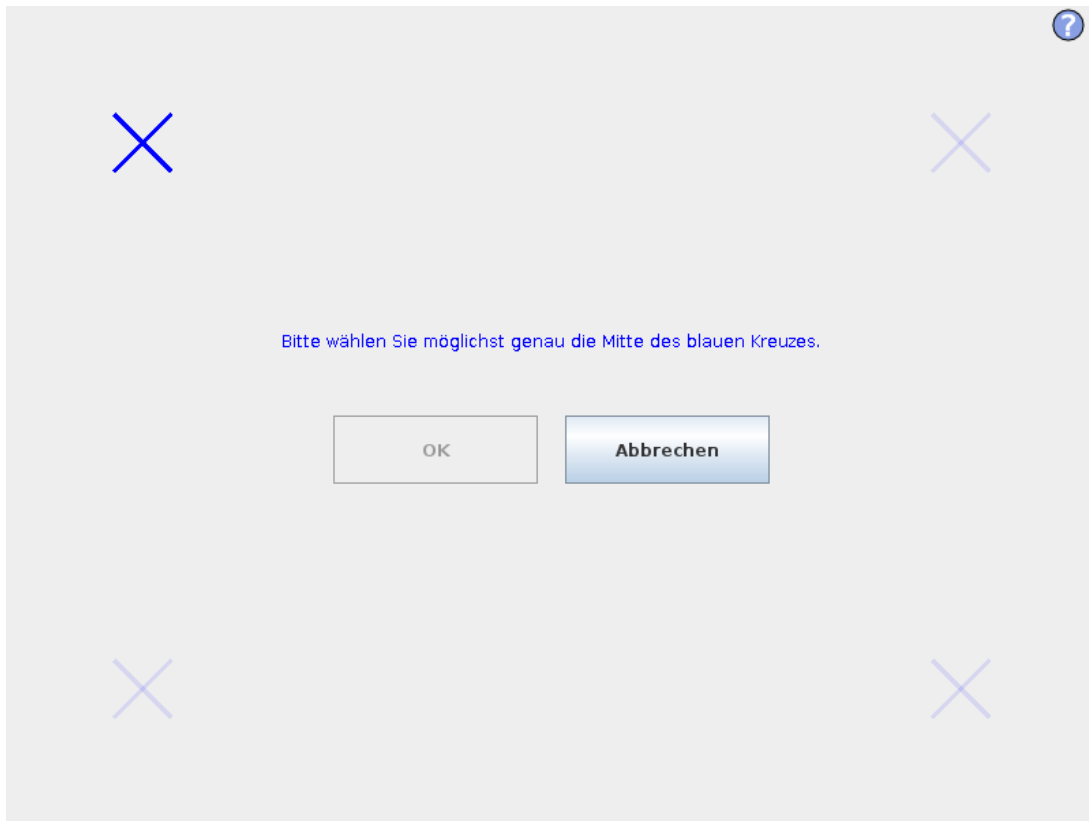 ?
Bitte wählen Sie möglichst genau die Mitte des blauen Kreuzes.
OK
Abbrechen